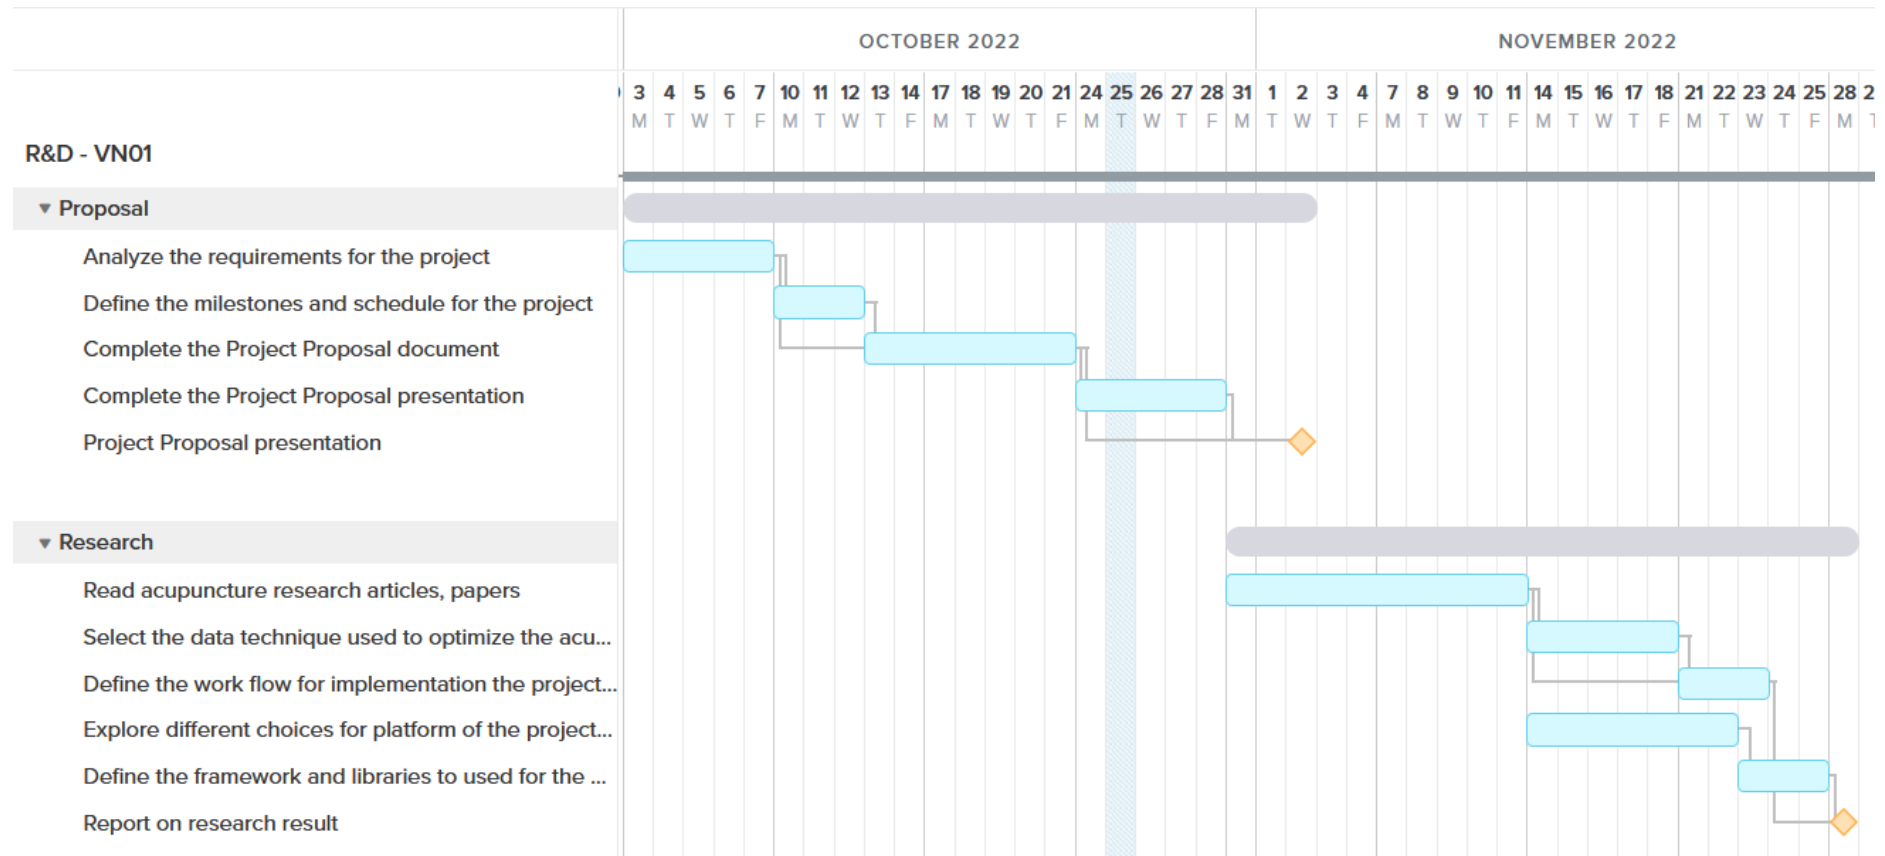 OCTOBER 2022 NOVEMBER 2022
3 4 5 6 7 10 11 12 13 14 17 18 19 20 21 24 25 26 27 28 31 1 2 3 4 7 8 9 10 11 14 15 16 17 18 21 22 23 24 25 28 2
M T W T F M T W T F M T W T F M T W T F M T W T F M T W T F M T W T F M T W T F M T
R&D - VN01
Proposal
Analyze the requirements for the project
Define the milestones and schedule for the project
Complete the Project Proposal document
Complete the Project Proposal presentation
Project Proposal presentation
Research
Read acupuncture research articles, papers
Select the data technique used to optimize the acu...
Define the work flow for implementation the project...
Explore different choices for platform of the project...
Define the framework and libraries to used for the ...
Report on research result